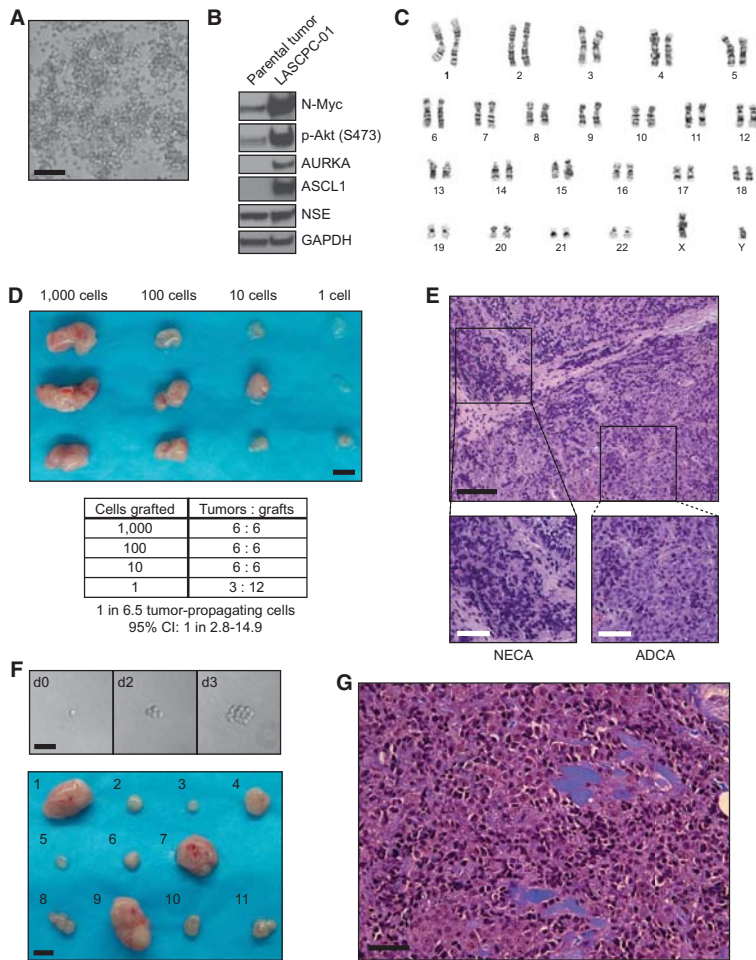 A
B
Parental tumor
LASCPC-01
N-Myc
p-Akt (S473)
AURKA
ASCL1
NSE
GAPDH
C
1 2 3 4 5
6 7 8 9 10 11 12
13 14 15 16 17 18
19 20 21 22 X Y
D
1,000 cells 100 cells 10 cells 1 cell
Cells grafted Tumors : grafts
1,000 6 : 6
100 6 : 6
10 6 : 6
1 3 : 12
1 in 6.5 tumor-propagating cells
95% CI: 1 in 2.8-14.9
E
NECA ADCA
F
d0 d2 d3
1 2 3 4
5 6 7
8 9 10 11
G